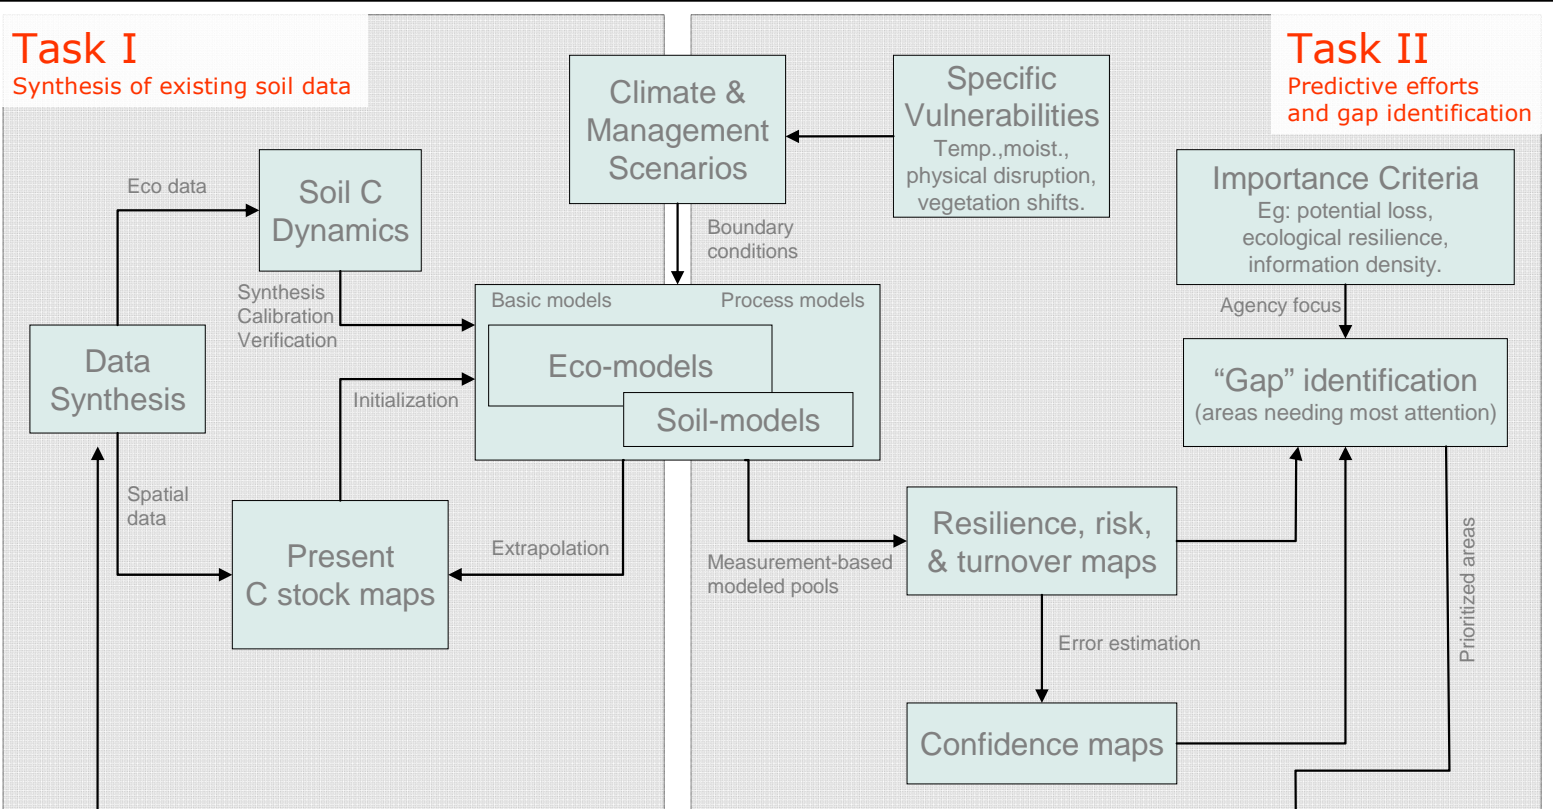 Task I
Synthesis of existing soil data
Task II
Predictive efforts
and gap identification
Climate &
Management
Scenarios
Specific
Vulnerabilities
Temp.,moist.,
physical disruption,
vegetation shifts.
Importance Criteria
Eg: potential loss,
ecological resilience,
information density.
Eco data
Soil C
Dynamics
Boundary
conditions
Synthesis
Calibration
Verification
Basic models
Process models
Eco-models
Soil-models
Agency focus
Data
Synthesis
Initialization
“Gap” identification
(areas needing most attention)
Spatial
data
Present
C stock maps
Extrapolation
Measurement-based
modeled pools
Resilience, risk,
& turnover maps
Prioritized areas
Error estimation
Confidence maps